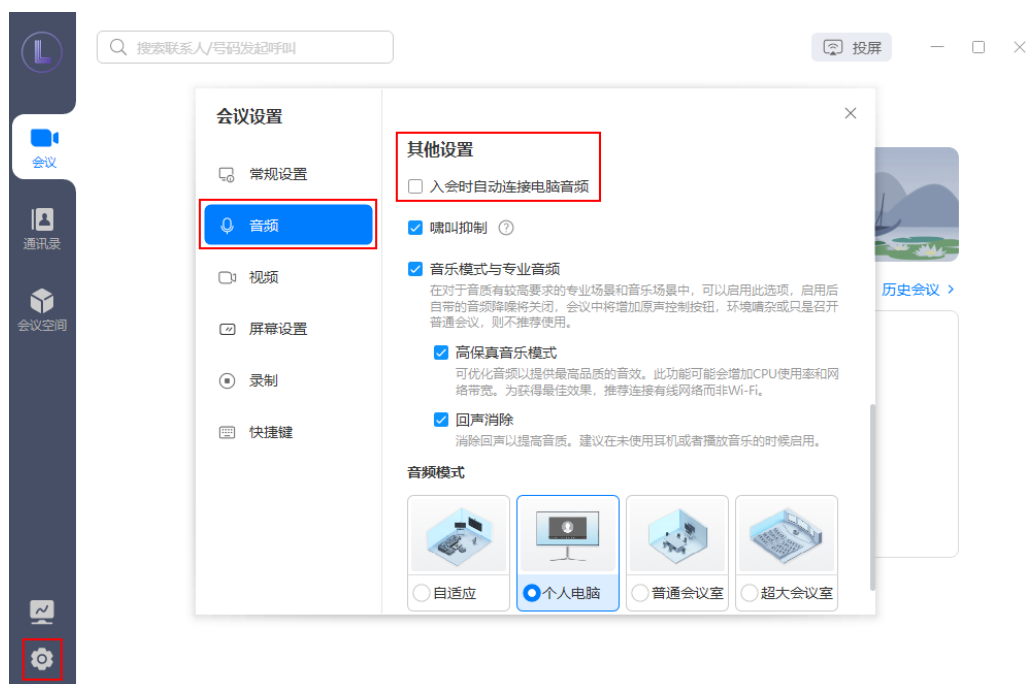 L
搜索联系人/号码发起呼叫
投屏
会议
通讯录
会议空间
会议设置
常规设置
音频
视频
屏幕设置
录制
快捷键
其他设置
入会时自动连接电脑音频
啸叫抑制
音乐模式与专业音频
在对于音质有较高要求的专业场景和音乐场景中，可以启用此选项，启用后
自带的音频降噪将关闭，会议中将增加原声控制按钮，环境嘈杂或只是召开
普通会议，则不推荐使用。
高保真音乐模式
可优化音频以提供最高品质的音效。此功能可能会增加CPU使用率和网
络带宽。为获得最佳效果，推荐连接有线网络而非Wi-Fi。
回声消除
消除回声以提高音质。建议在未使用耳机或者播放音乐的时候启用。
音频模式
自适应
个人电脑
普通会议室
超大会议室
历史会议